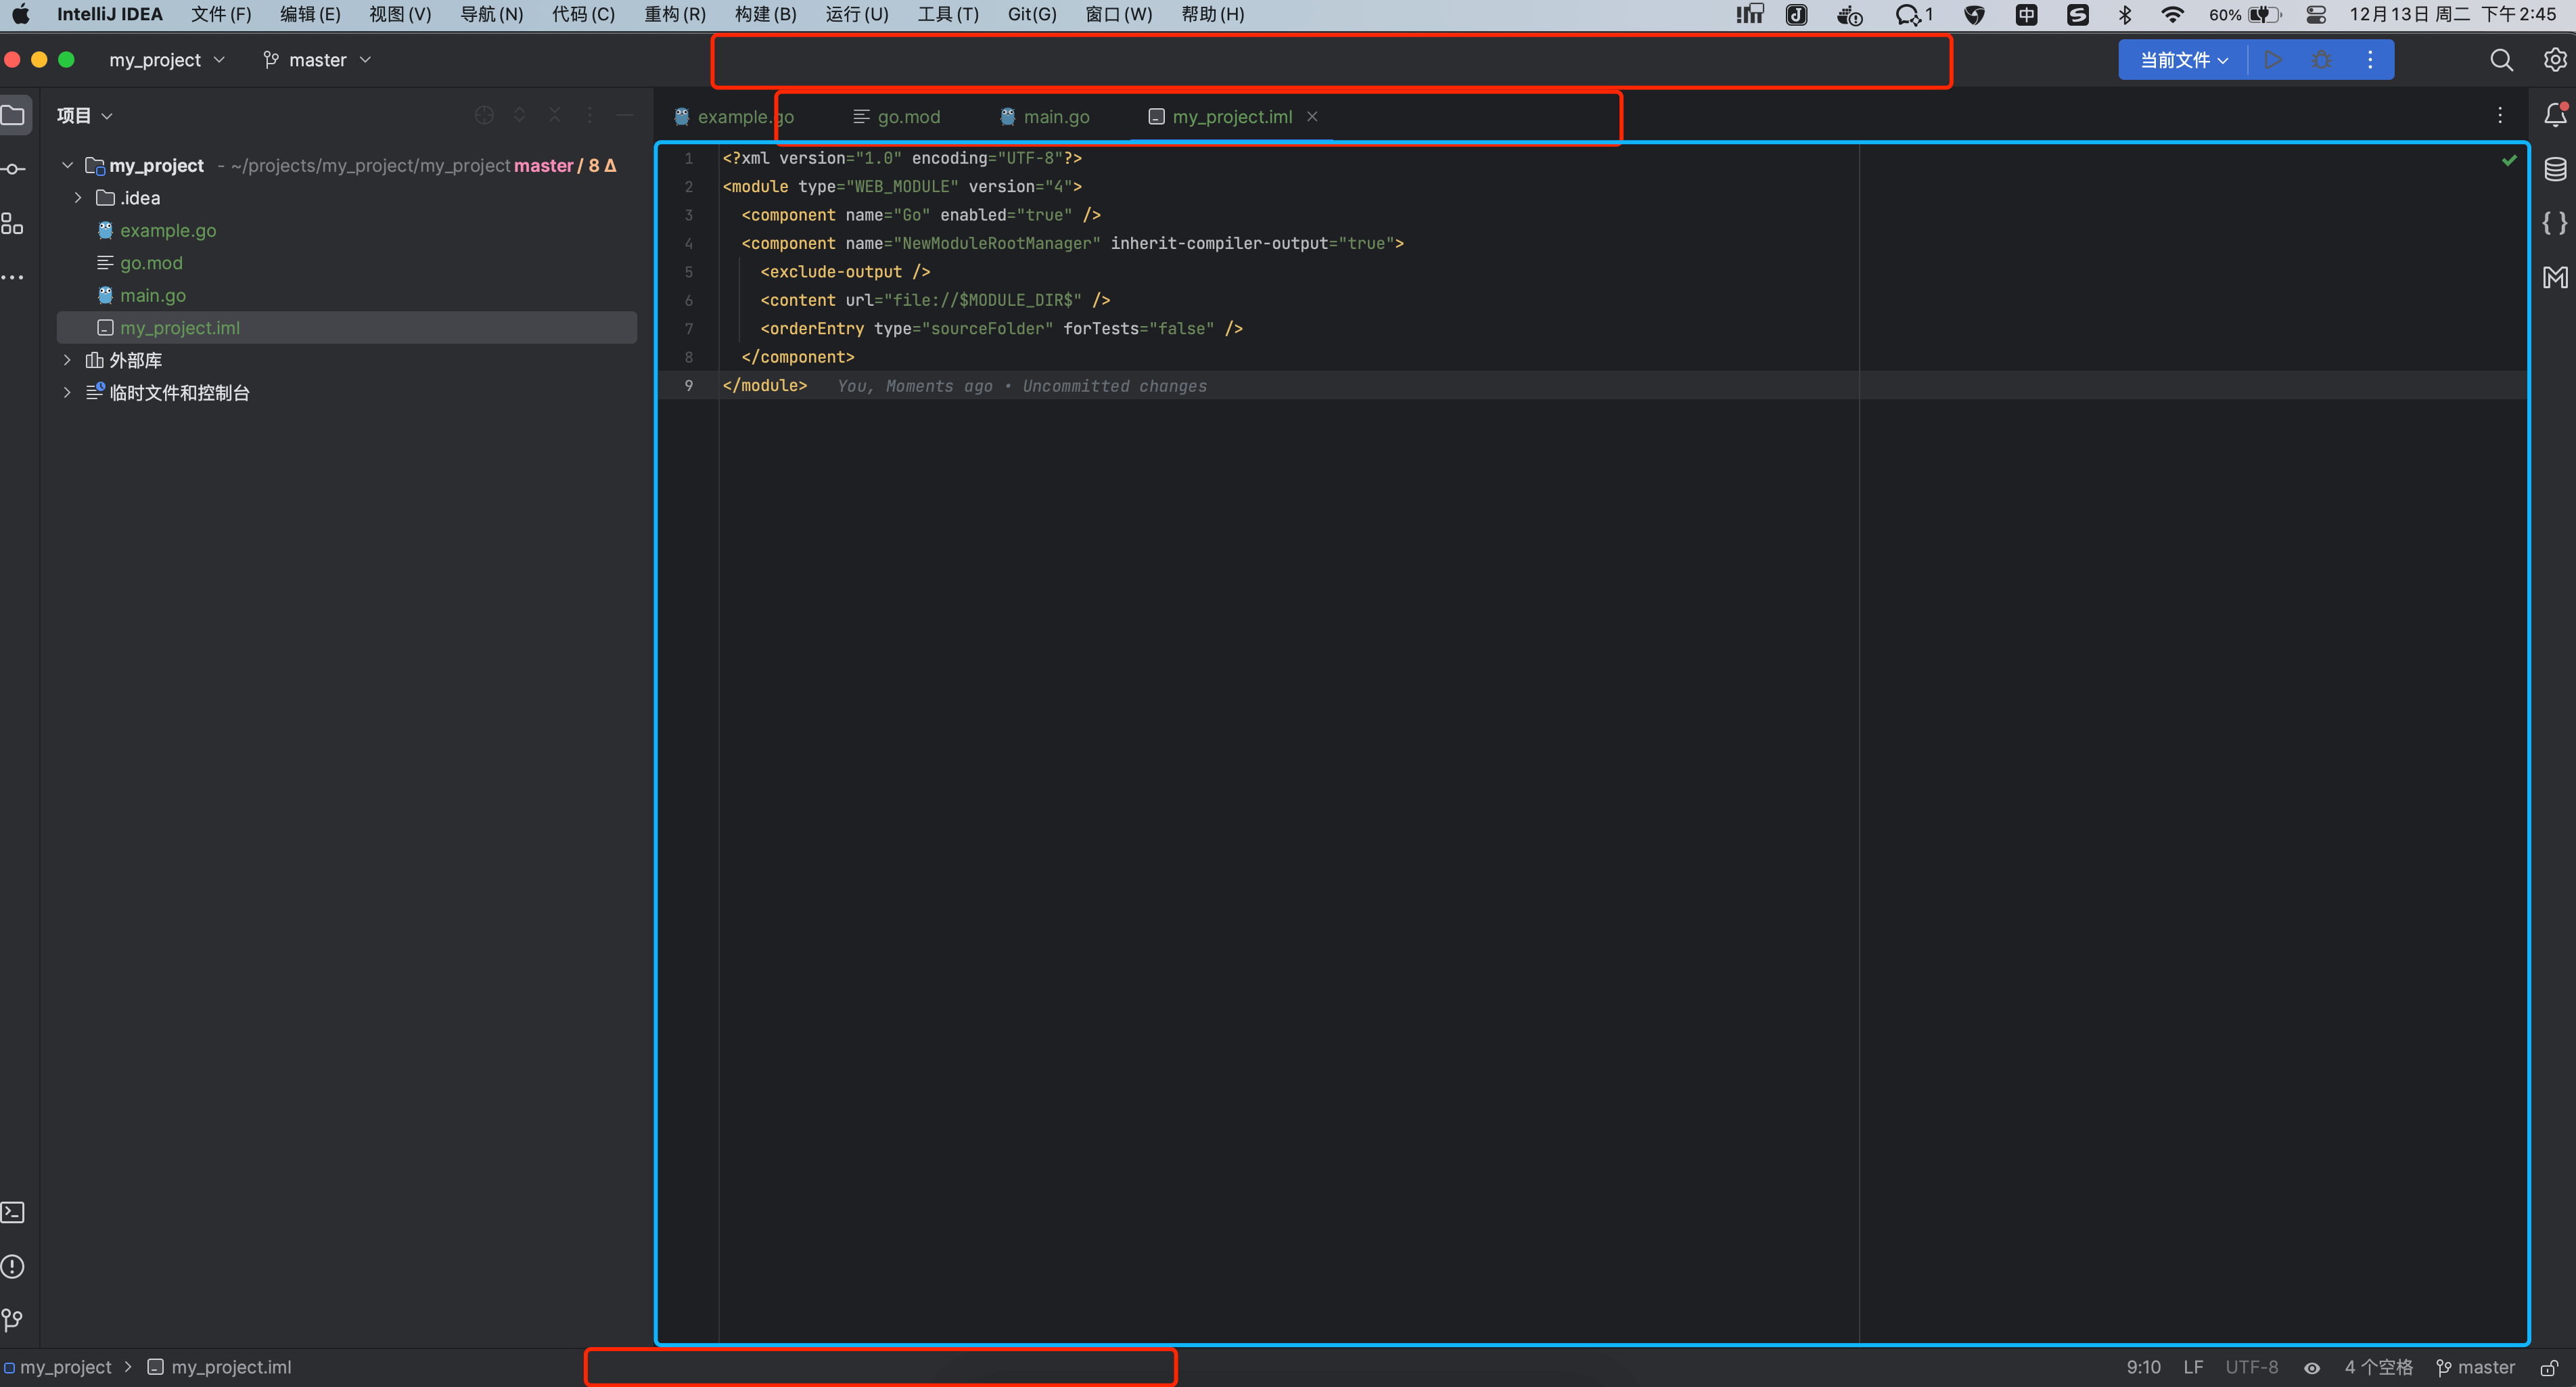 IntelliJ IDEA 文件(F) 编辑(E) 视图(V) 导航(N) 代码(C) 重构(R) 构建(B) 运行(U) 工具(T) Git(G) 窗口(W) 帮助(H) 1 中 60% 12月13日 周二 下午2:45
my_project master 当前文件
项目 example.go go.mod main.go my_project.iml
my_project - ~/projects/my_project/my_project master / 8 Δ
.idea
example.go
go.mod
main.go
my_project.iml
外部库
临时文件和控制台
1 <?xml version="1.0" encoding="UTF-8"?>
2 <module type="WEB_MODULE" version="4">
3 <component name="Go" enabled="true" />
4 <component name="NewModuleRootManager" inherit-compiler-output="true">
5 <exclude-output />
6 <content url="file://$MODULE_DIR$" />
7 <orderEntry type="sourceFolder" forTests="false" />
8 </component>
9 </module> You, Moments ago • Uncommitted changes
my_project > my_project.iml 9:10 LF UTF-8 4 个空格 master